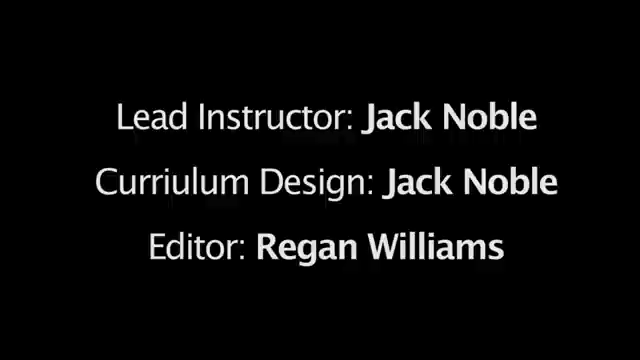 Lead Instructor: Jack Noble
Curriulum Design: Jack Noble
Editor: Regan Williams